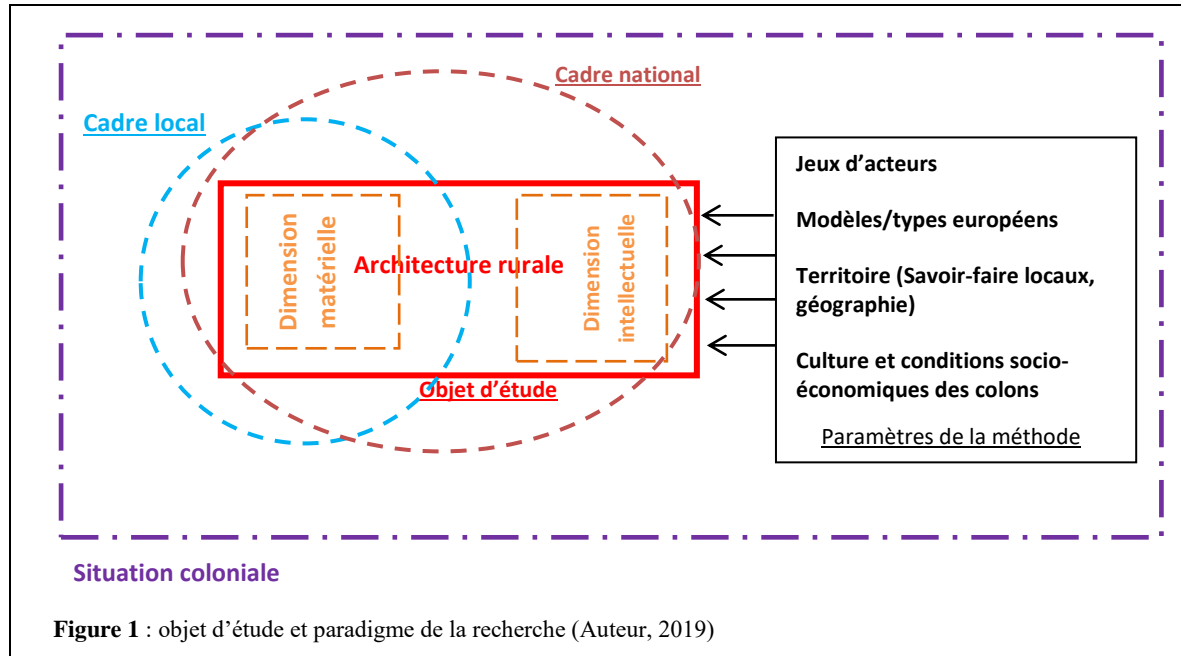 Cadre national
Cadre local
Jeux d'acteurs
Modèles/types européens
Territoire (Savoir-faire locaux,
géographie)
Culture et conditions socio-
économiques des colons
Paramètres de la méthode
Dimension
matérielle
Architecture rurale
Dimension
intellectuelle
Objet d'étude
Situation coloniale
Figure 1 : objet d'étude et paradigme de la recherche (Auteur, 2019)